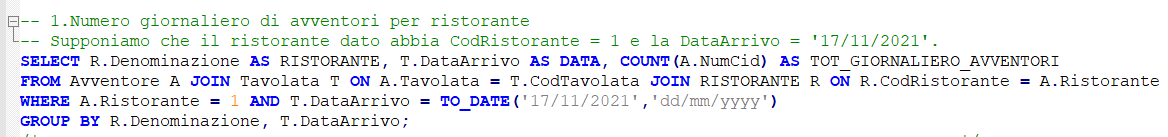 -- 1.Numero giornaliero di avventori per ristorante
-- Supponiamo che il ristorante dato abbia CodRistorante = 1 e la DataArrivo = '17/11/2021'.
SELECT R.Denominazione AS RISTORANTE, T.DataArrivo AS DATA, COUNT(A.NumCid) AS TOT_GIORNALIERO_AVVENTORI
FROM Avventore A JOIN Tavolata T ON A.Tavolata = T.CodTavolata JOIN RISTORANTE R ON R.CodRistorante = A.Ristorante
WHERE A.Ristorante = 1 AND T.DataArrivo = TO_DATE('17/11/2021','dd/mm/yyyy')
GROUP BY R.Denominazione, T.DataArrivo;